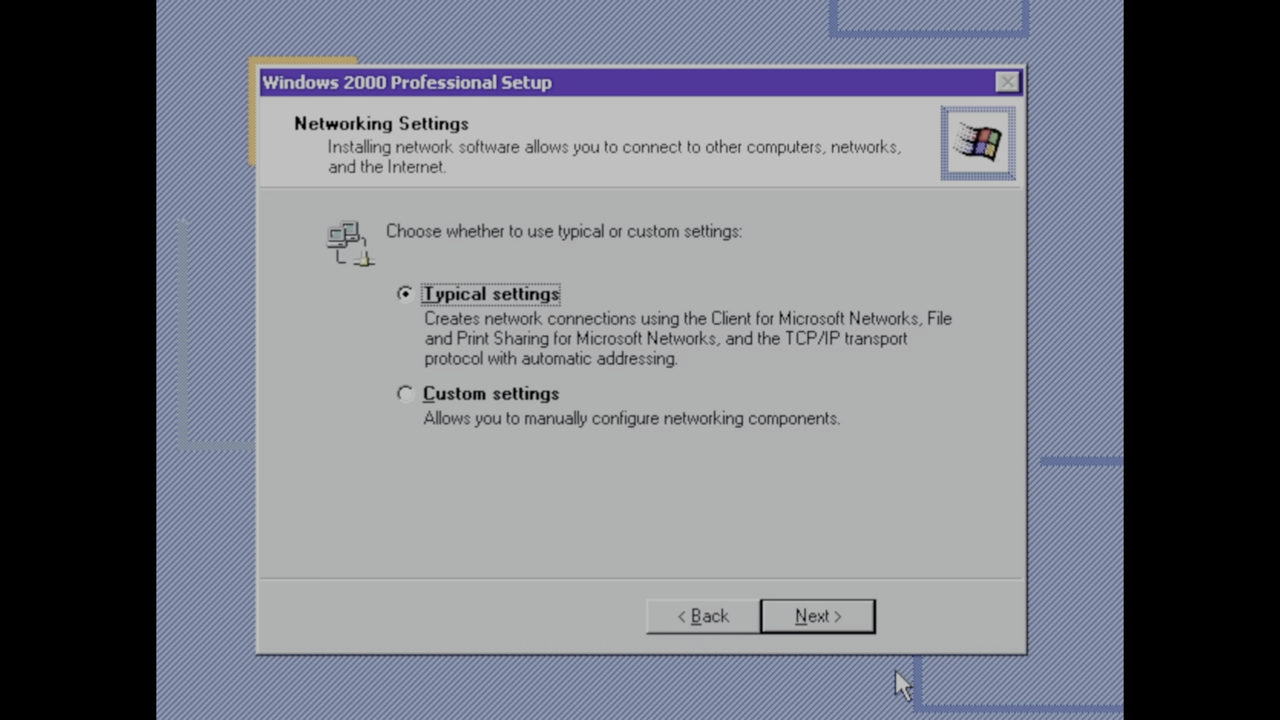 Windows 2000 Professional Setup
Networking Settings
Installing network software allows you to connect to other computers, networks,
and the Internet.
Choose whether to use typical or custom settings:
Typical settings
Creates network connections using the Client for Microsoft Networks, File
and Print Sharing for Microsoft Networks, and the TCP/IP transport
protocol with automatic addressing.
Custom settings
Allows you to manually configure networking components.
< Back
Next >